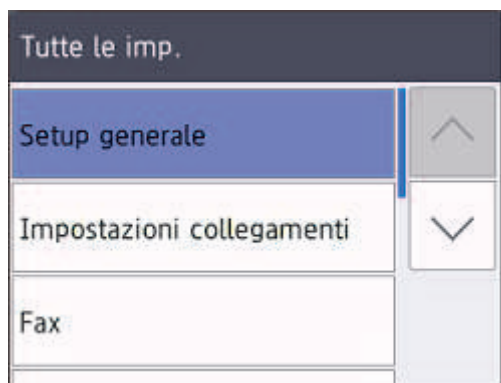 Tutte le imp.
Setup generale
Impostazioni collegamenti
Fax